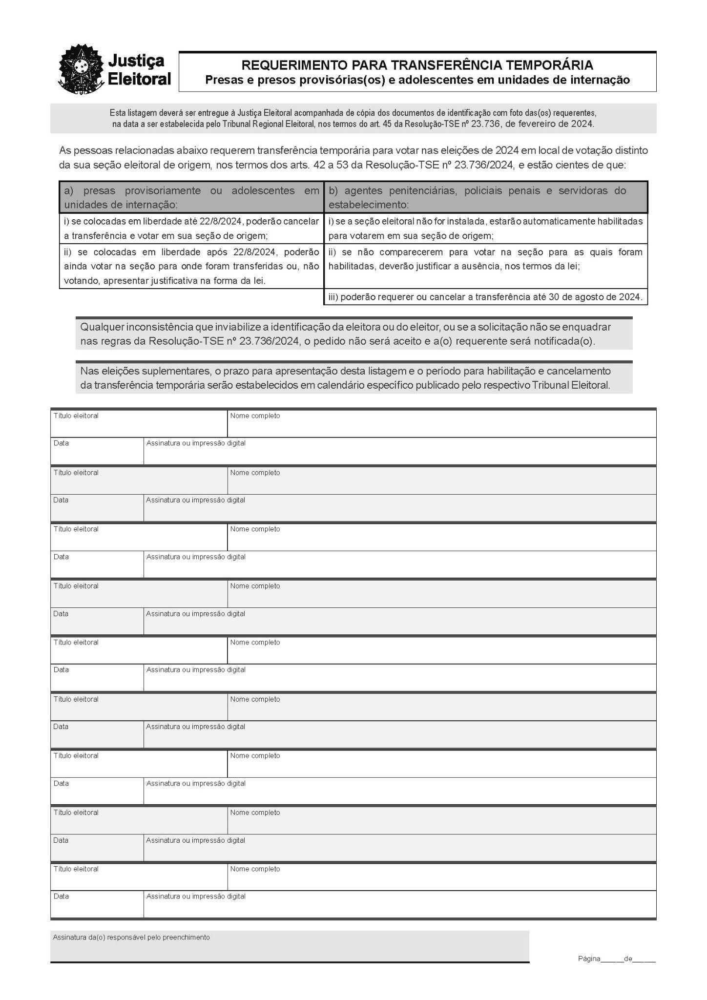 Justiça
Eleitoral
REQUERIMENTO PARA TRANSFERÊNCIA TEMPORÁRIA
Presas e presos provisórias(os) e adolescentes em unidades de internação
Esta listagem deverá ser entregue à Justiça Eleitoral acompanhada de cópia dos documentos de identificação com foto das(os) requerentes,
na data a ser estabelecida pelo Tribunal Regional Eleitoral, nos termos do art. 45 da Resolução-TSE nº 23.736, de fevereiro de 2024.
As pessoas relacionadas abaixo requerem transferência temporária para votar nas eleições de 2024 em local de votação distinto
da sua seção eleitoral de origem, nos termos dos arts. 42 a 53 da Resolução-TSE nº 23.736/2024, e estão cientes de que:
a) presas provisoriamente ou adolescentes em
unidades de internação:
b) agentes penitenciárias, policiais penais e servidoras do
estabelecimento:
i) se colocadas em liberdade até 22/8/2024, poderão cancelar
a transferência e votar em sua seção de origem;
i) se a seção eleitoral não for instalada, estarão automaticamente habilitadas
para votarem em sua seção de origem;
ii) se colocadas em liberdade após 22/8/2024, poderão
ainda votar na seção para onde foram transferidas ou, não
votando, apresentar justificativa na forma da lei.
ii) se não comparecerem para votar na seção para as quais foram
habilitadas, deverão justificar a ausência, nos termos da lei;
iii) poderão requerer ou cancelar a transferência até 30 de agosto de 2024.
Qualquer inconsistência que inviabilize a identificação da eleitora ou do eleitor, ou se a solicitação não se enquadrar
nas regras da Resolução-TSE nº 23.736/2024, o pedido não será aceito e a(o) requerente será notificada(o).
Nas eleições suplementares, o prazo para apresentação desta listagem e o período para habilitação e cancelamento
da transferência temporária serão estabelecidos em calendário específico publicado pelo respectivo Tribunal Eleitoral.
Título eleitoral Nome completo
Data Assinatura ou impressão digital
Título eleitoral Nome completo
Data Assinatura ou impressão digital
Título eleitoral Nome completo
Data Assinatura ou impressão digital
Título eleitoral Nome completo
Data Assinatura ou impressão digital
Título eleitoral Nome completo
Data Assinatura ou impressão digital
Título eleitoral Nome completo
Data Assinatura ou impressão digital
Título eleitoral Nome completo
Data Assinatura ou impressão digital
Título eleitoral Nome completo
Data Assinatura ou impressão digital
Título eleitoral Nome completo
Data Assinatura ou impressão digital
Assinatura da(o) responsável pelo preenchimento
Página______de______